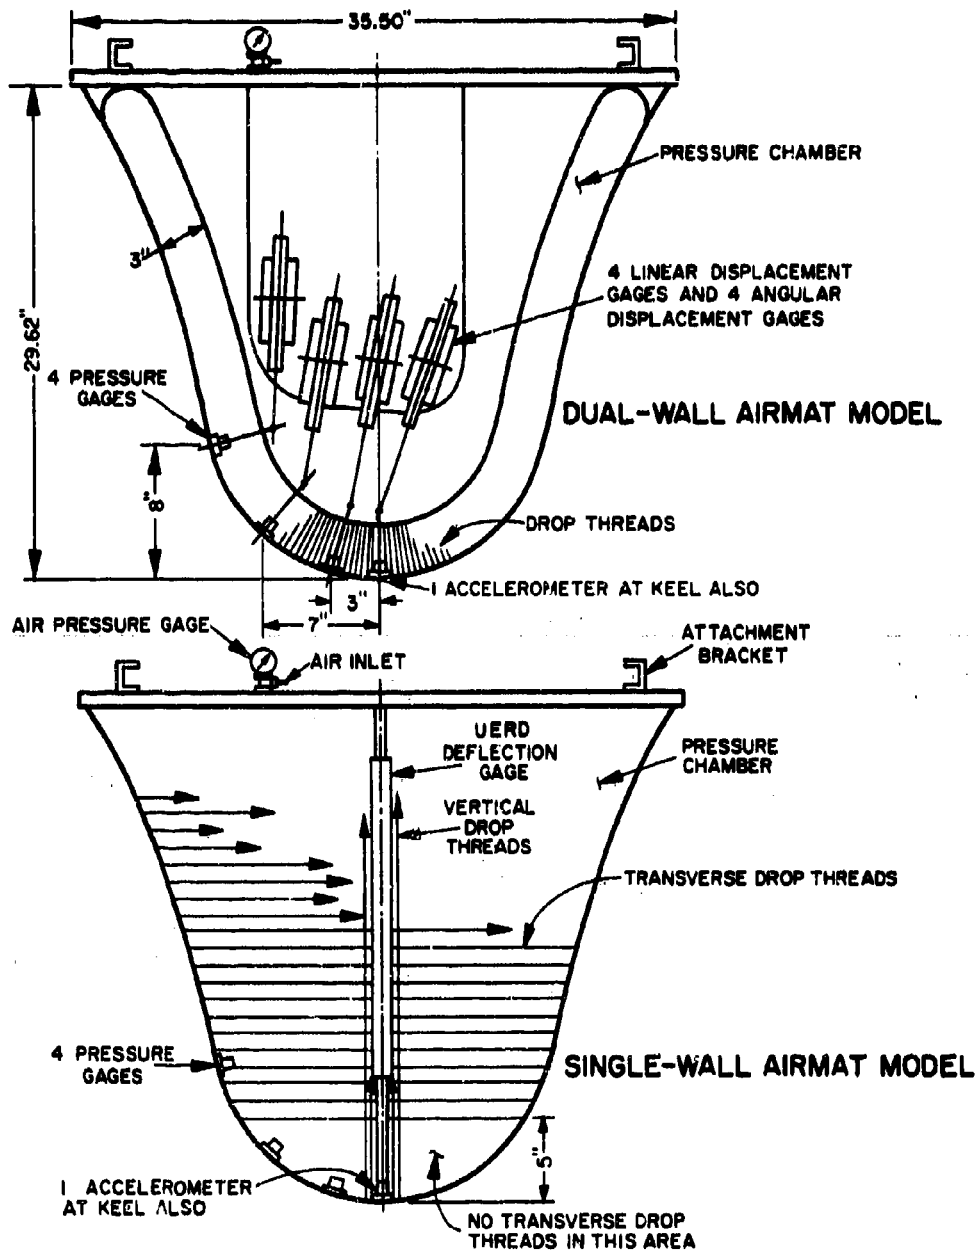 35.50"
PRESSURE CHAMBER
3"
4 LINEAR DISPLACEMENT
GAGES AND 4 ANGULAR
DISPLACEMENT GAGES
29.62"
4 PRESSURE
GAGES
DUAL-WALL AIRMAT MODEL
8"
DROP THREADS
1 ACCELEROMETER AT KEEL ALSO
3"
7"
AIR PRESSURE GAGE
AIR INLET
ATTACHMENT
BRACKET
UERD
DEFLECTION
GAGE
PRESSURE
CHAMBER
VERTICAL
DROP
THREADS
TRANSVERSE DROP THREADS
4 PRESSURE
GAGES
SINGLE-WALL AIRMAT MODEL
5"
1 ACCELEROMETER
AT KEEL ALSO
NO TRANSVERSE DROP
THREADS IN THIS AREA